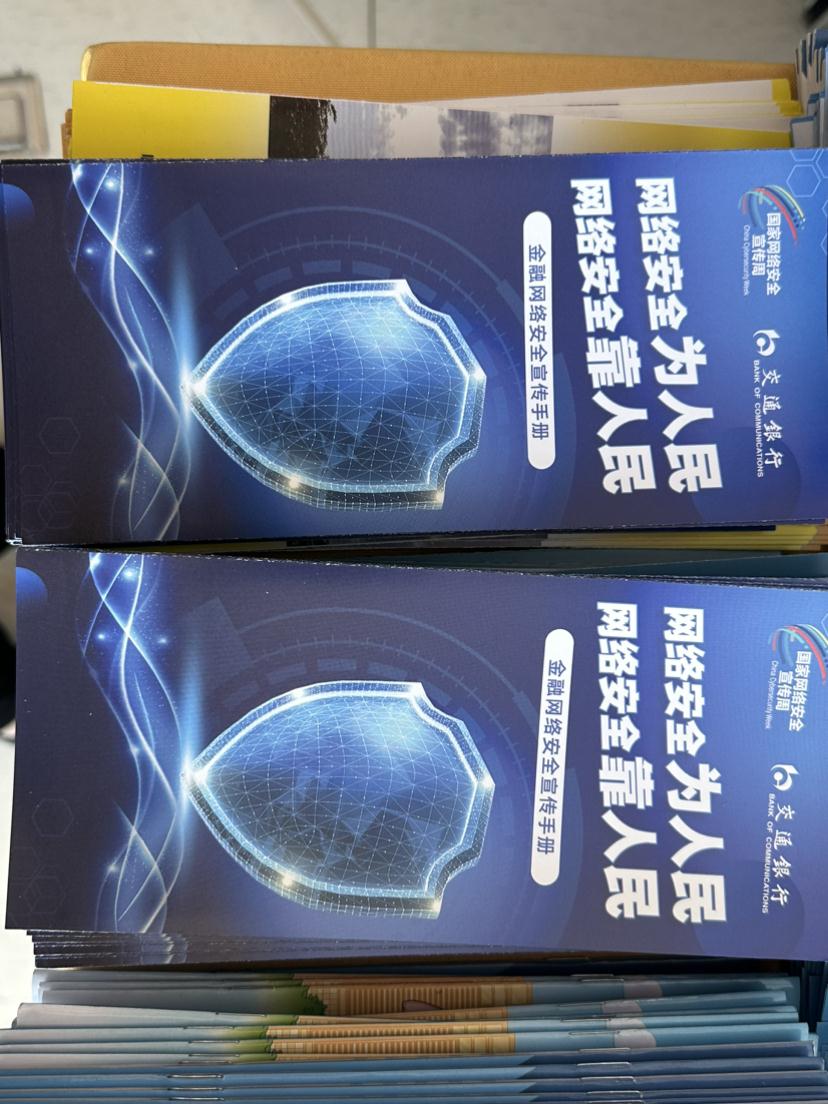 国家网络安全
宣传周
China Cybersecurity Week
交通银行
BANK OF COMMUNICATIONS
网络安全为人民
网络安全靠人民
金融网络安全宣传手册
国家网络安全
宣传周
China Cybersecurity Week
交通银行
BANK OF COMMUNICATIONS
网络安全为人民
网络安全靠人民
金融网络安全宣传手册